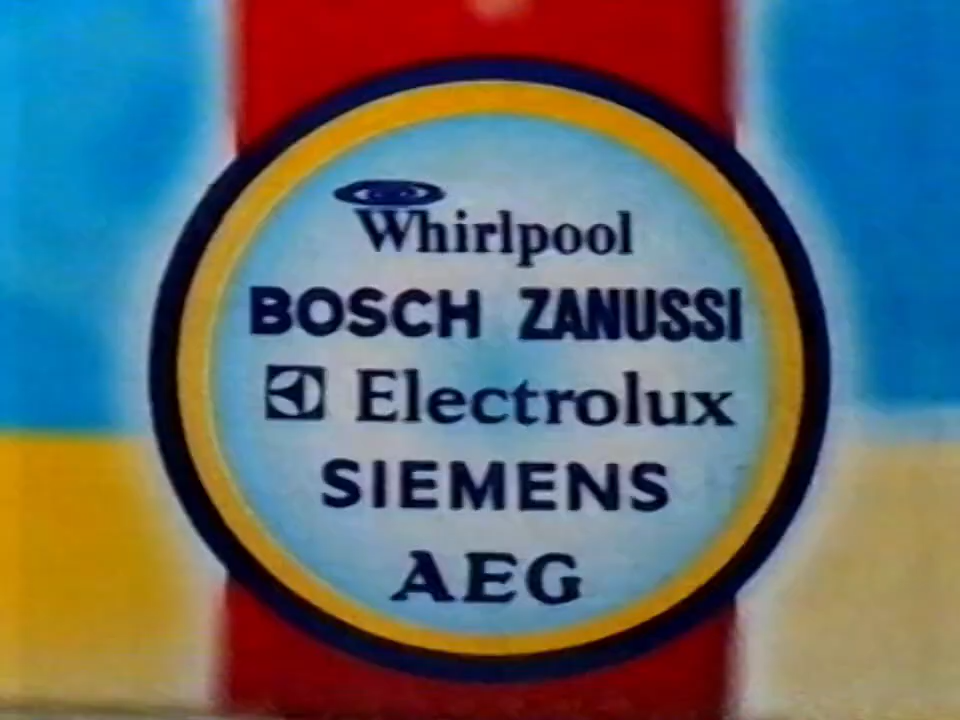 Whirlpool
BOSCH ZANUSSI
Electrolux
SIEMENS
AEG